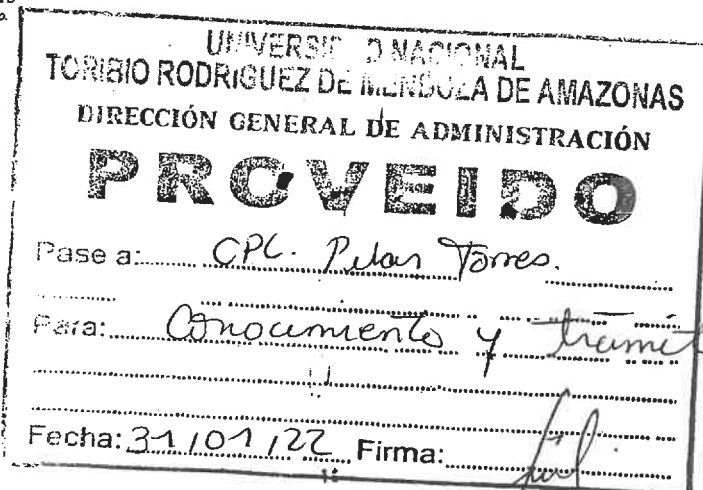 UNIVERSIDAD NACIONAL
TORIBIO RODRIGUEZ DE MENDOZA DE AMAZONAS
DIRECCIÓN GENERAL DE ADMINISTRACIÓN
PROVEIDO
Pase a: CPC. Pilar Torres.
Para: Conocimiento y tramit
Fecha: 31/01/22 Firma: